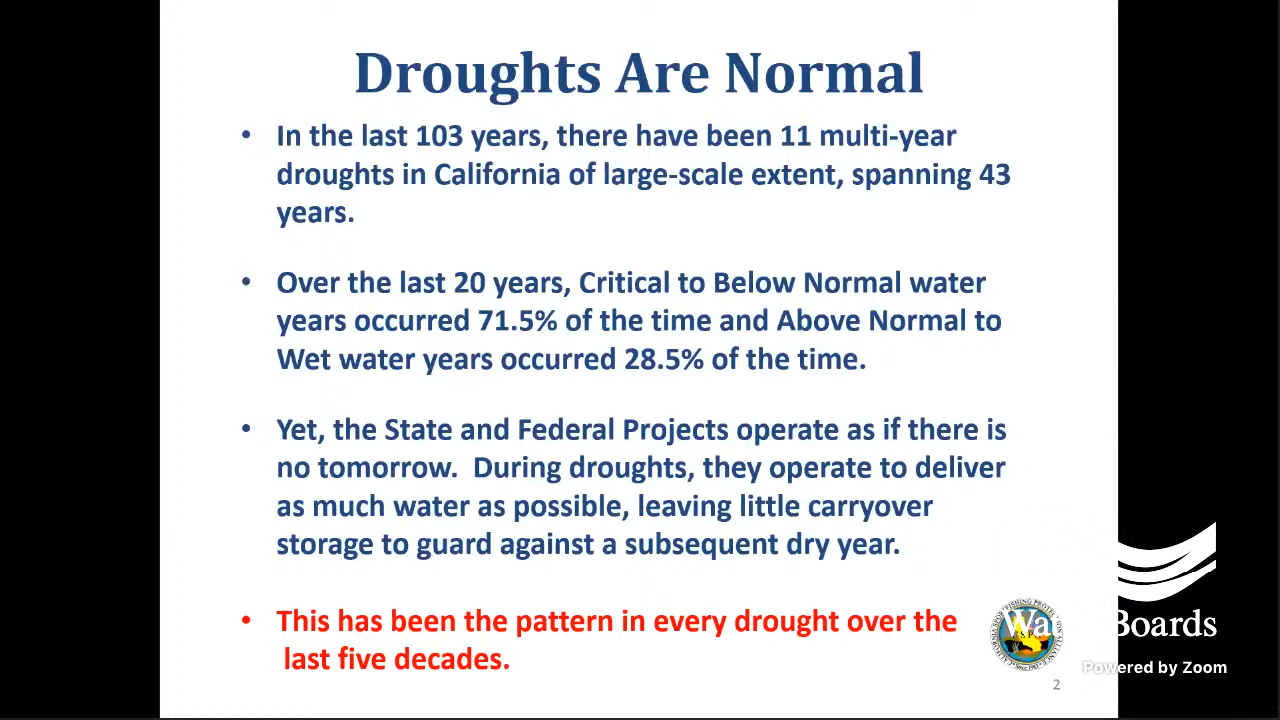 Droughts Are Normal
• In the last 103 years, there have been 11 multi-year
droughts in California of large-scale extent, spanning 43
years.
• Over the last 20 years, Critical to Below Normal water
years occurred 71.5% of the time and Above Normal to
Wet water years occurred 28.5% of the time.
• Yet, the State and Federal Projects operate as if there is
no tomorrow.  During droughts, they operate to deliver
as much water as possible, leaving little carryover
storage to guard against a subsequent dry year.
• This has been the pattern in every drought over the
last five decades.
Boards
Powered by Zoom
2